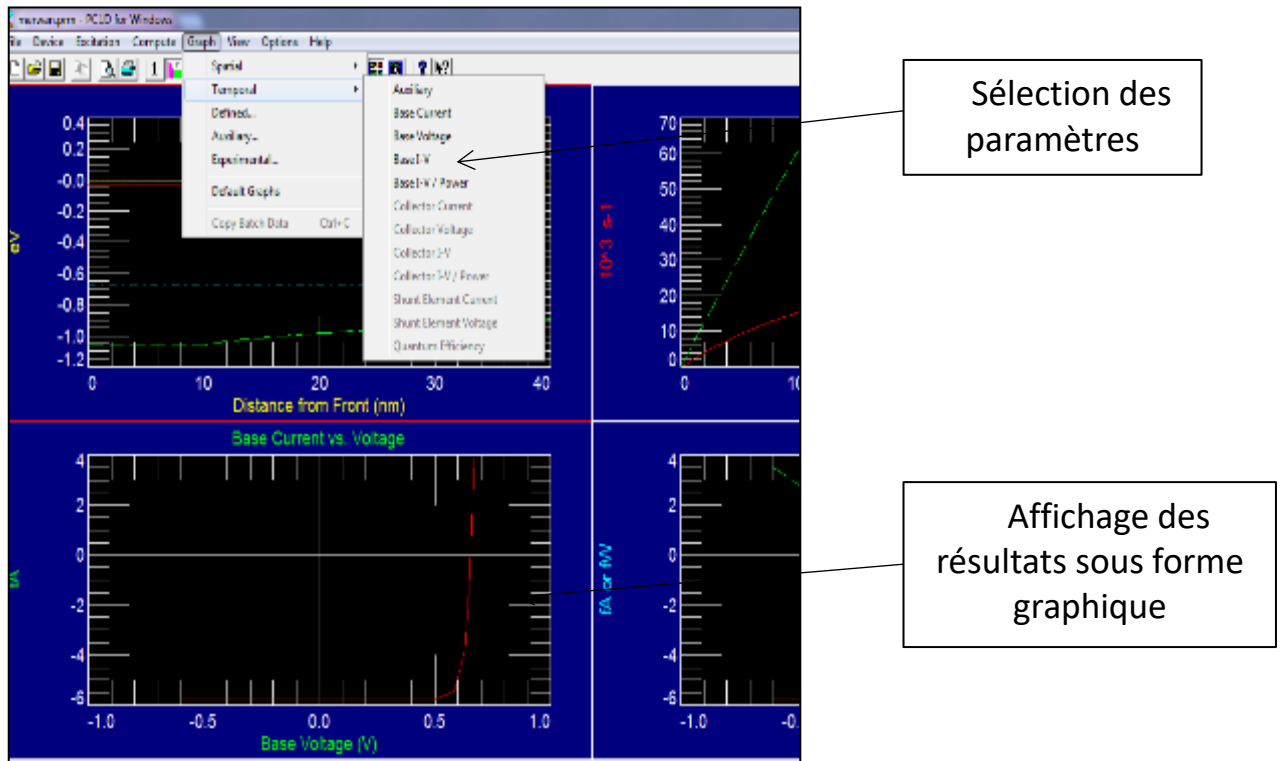 merwan.prm - PC1D for Windows
File Device Excitation Compute Graph View Options Help
Spatial
Temporal
Defined...
Auxiliary...
Experimental...
Default Graphs
Copy Batch Data Ctrl+C
Auxiliary
Base Current
Base Voltage
Base I-V
Base I-V / Power
Collector Current
Collector Voltage
Collector I-V
Collector I-V / Power
Shunt Element Current
Shunt Element Voltage
Quantum Efficiency
0.4
0.2
-0.0
-0.2
-0.4
-0.6
-0.8
-1.0
-1.2
eV
0 10 20 30 40
Distance from Front (nm)
70
60
50
40
30
20
10
0
10^3 s-1
0 10
Base Current vs. Voltage
4
2
0
-2
-4
-6
fA
-1.0 -0.5 0.0 0.5 1.0
Base Voltage (V)
4
2
0
-2
-4
-6
fA or fW
-1.0 -0.
Sélection des
paramètres
Affichage des
résultats sous forme
graphique